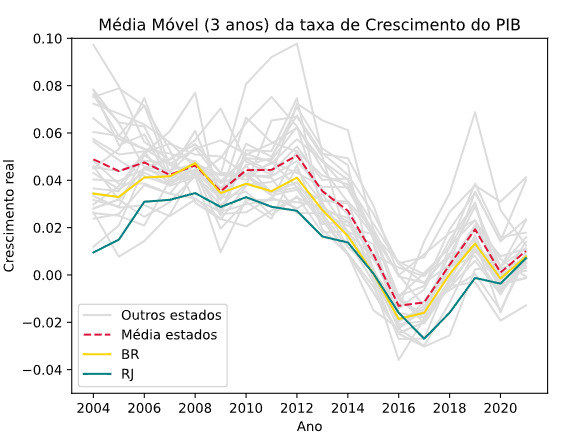 Média Móvel (3 anos) da taxa de Crescimento do PIB
0.10
0.08
0.06
0.04
0.02
0.00
−0.02
−0.04
Crescimento real
Outros estados
Média estados
BR
RJ
2004 2006 2008 2010 2012 2014 2016 2018 2020
Ano